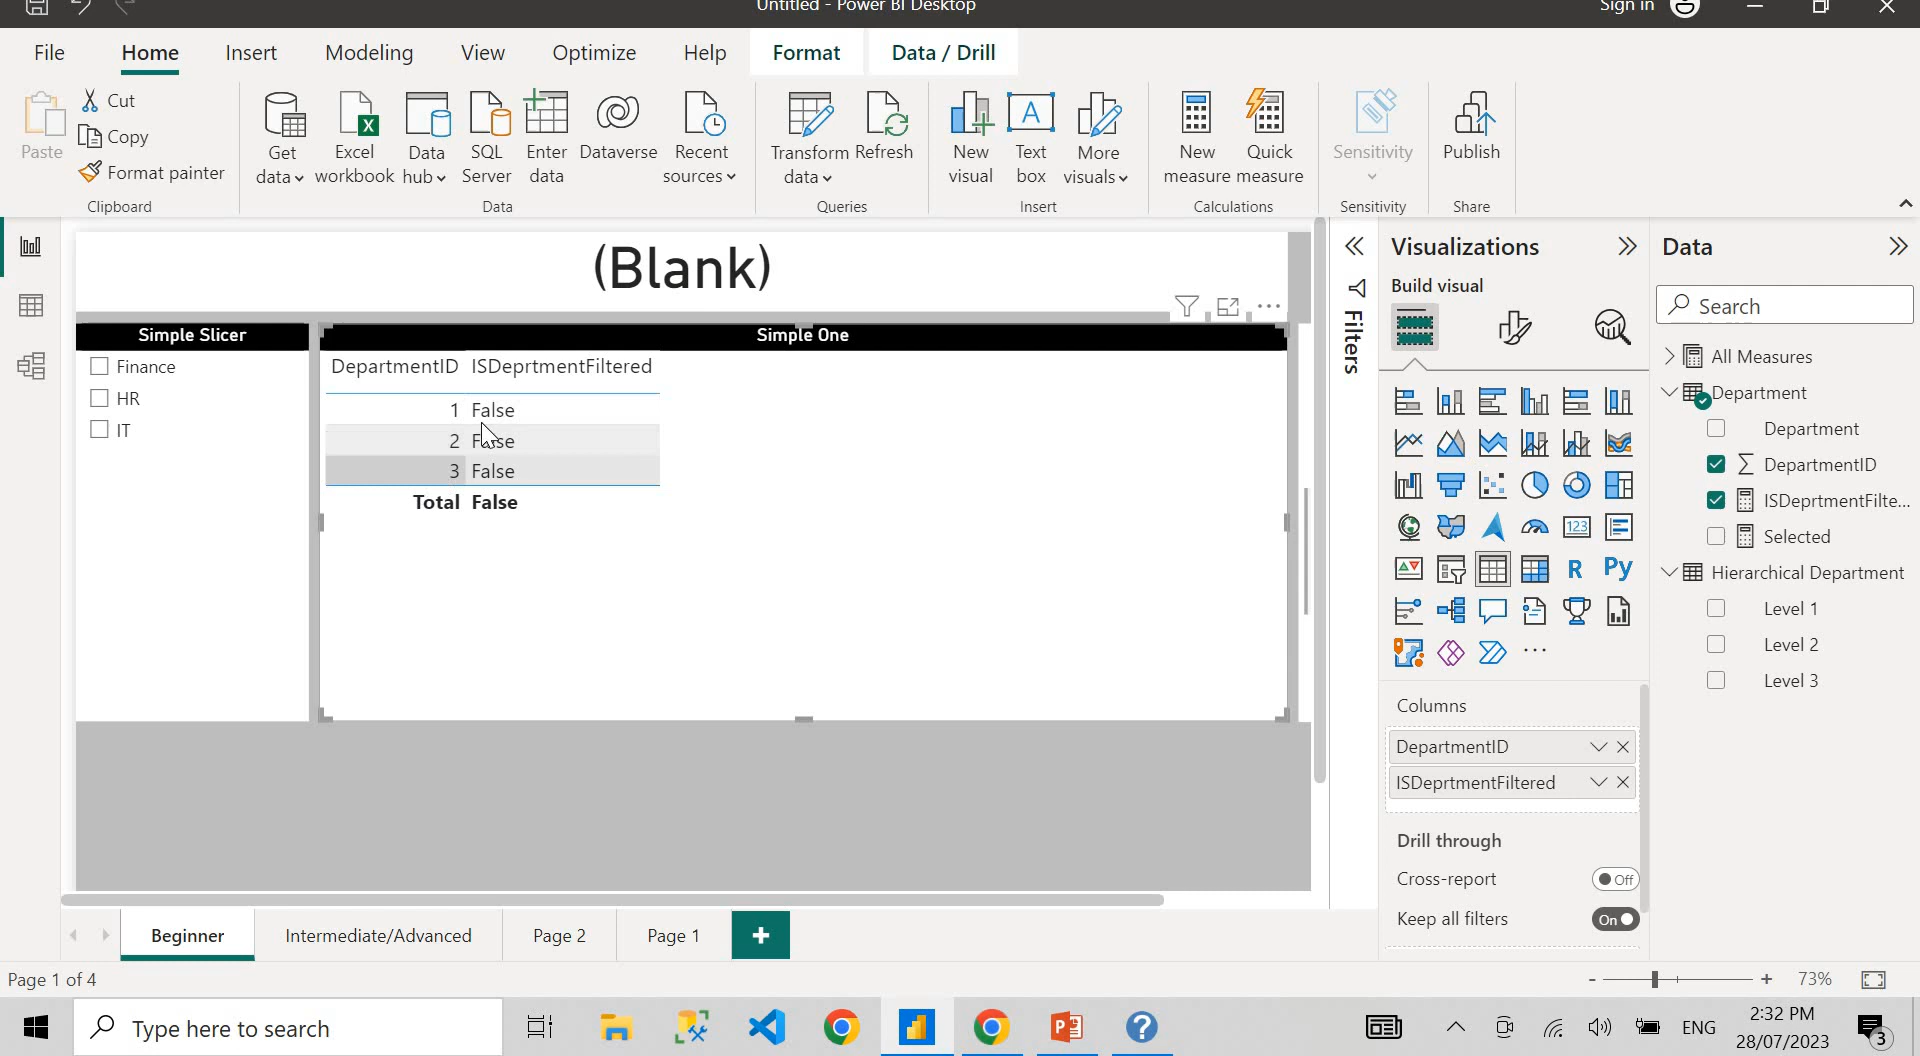 Untitled - Power BI Desktop
Sign in
File Home Insert Modeling View Optimize Help Format Data / Drill
Paste
Cut
Copy
Format painter
Clipboard
Get data
Excel workbook
Data hub
SQL Server
Enter data
Dataverse
Recent sources
Data
Transform data
Refresh
Queries
New visual
A
Text box
More visuals
Insert
New measure
Quick measure
Calculations
Sensitivity
Sensitivity
Publish
Share
(Blank)
Simple Slicer
Finance
HR
IT
Simple One
DepartmentID ISDeprtmentFiltered
1 False
2 False
3 False
Total False
Filters
Visualizations
Build visual
123
R
Py
Columns
DepartmentID
ISDeprtmentFiltered
Drill through
Cross-report Off
Keep all filters On
Data
Search
All Measures
Department
Department
DepartmentID
ISDeprtmentFilte...
Selected
Hierarchical Department
Level 1
Level 2
Level 3
Beginner Intermediate/Advanced Page 2 Page 1 +
Page 1 of 4
- + 73%
Type here to search
ENG
2:32 PM
28/07/2023
3